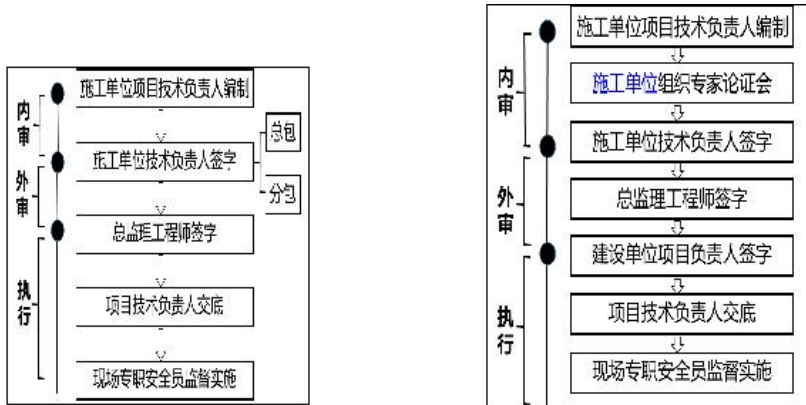 内审
外审
执行
施工单位项目技术负责人编制
施工单位技术负责人签字
总包
分包
总监理工程师签字
项目技术负责人交底
现场专职安全员监督实施
内审
外审
执行
施工单位项目技术负责人编制
施工单位组织专家论证会
施工单位技术负责人签字
总监理工程师签字
建设单位项目负责人签字
项目技术负责人交底
现场专职安全员监督实施